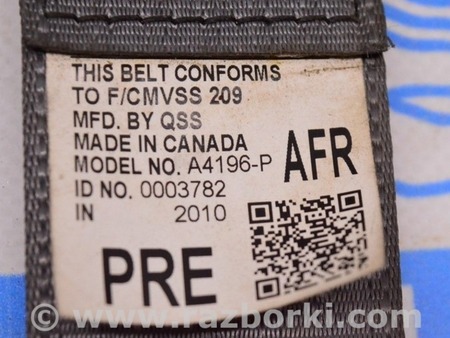 THIS BELT CONFORMS
TO F/CMVSS 209
MFD. BY QSS
MADE IN CANADA
MODEL NO. A4196-P
AFR
ID NO. 0003782
IN 2010
PRE
www.razborki.com